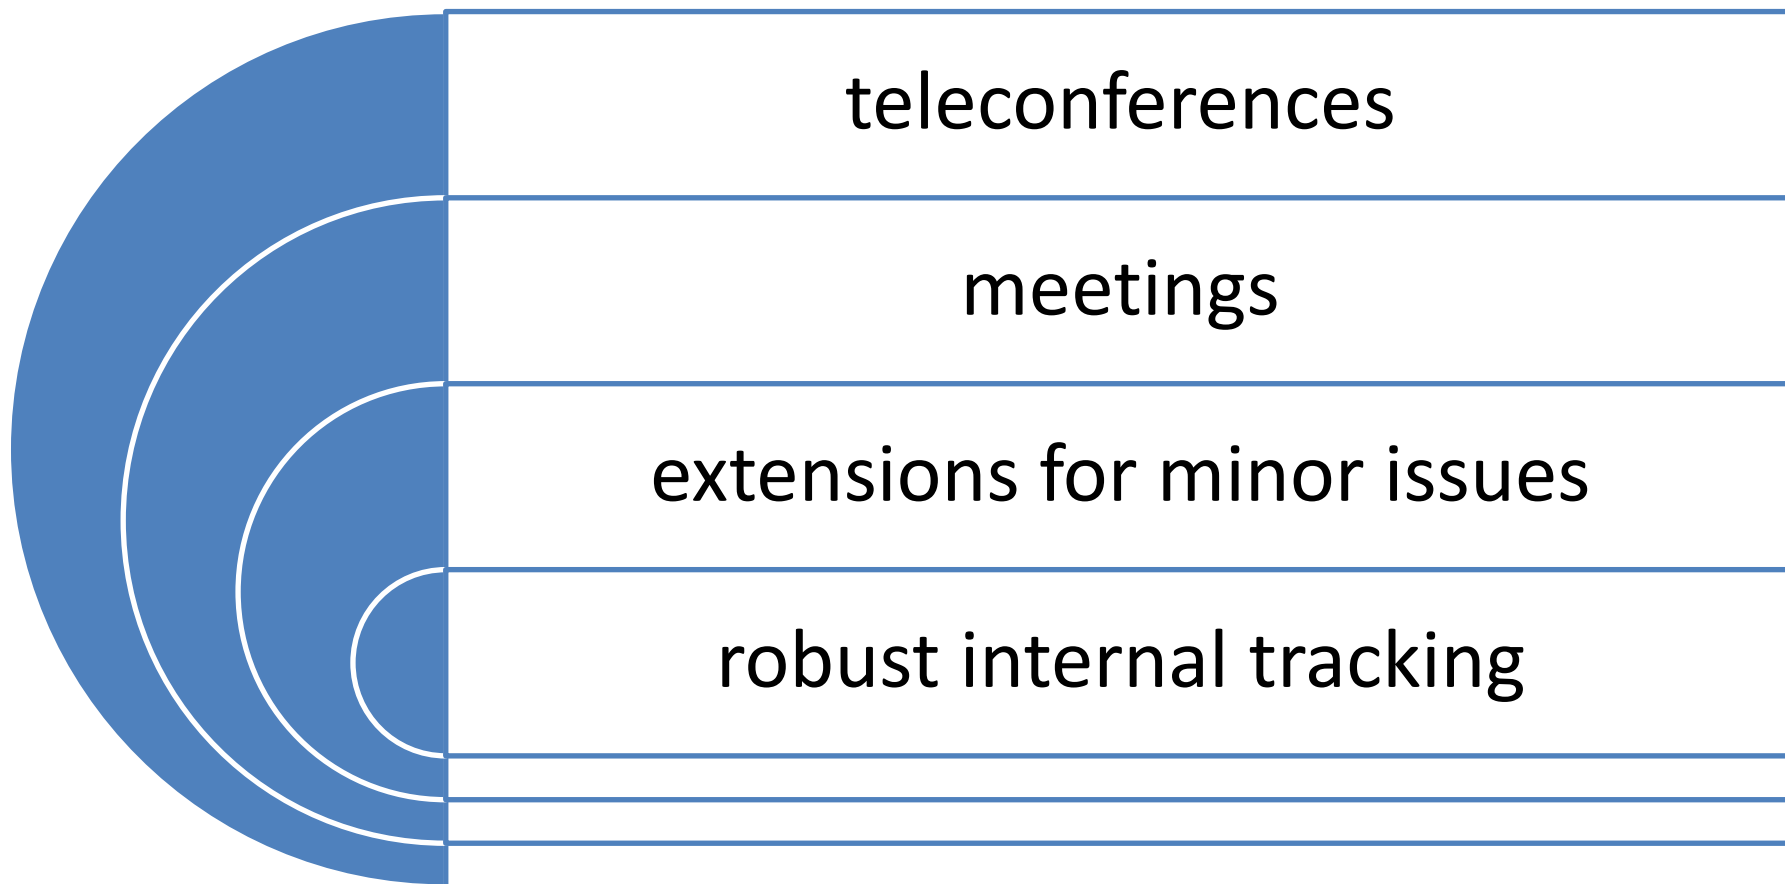 teleconferences
meetings
extensions for minor issues
robust internal tracking